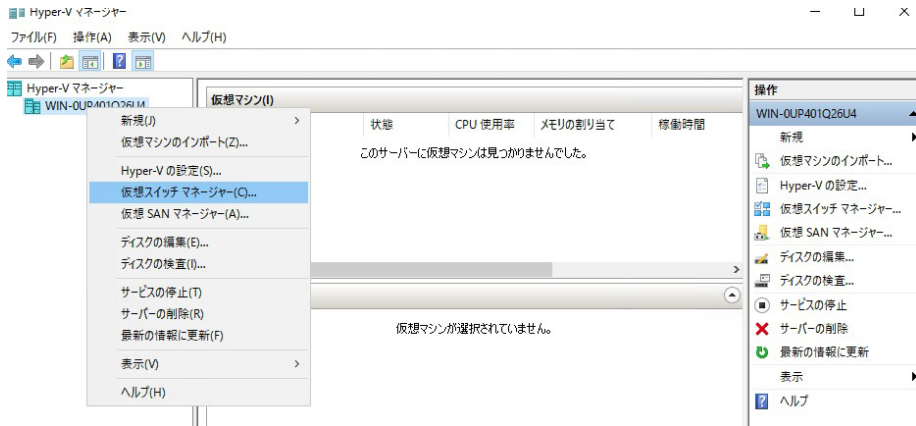 Hyper-V マネージャー
ファイル(F) 操作(A) 表示(V) ヘルプ(H)
Hyper-V マネージャー
WIN-0UP401Q26U4
新規(J)
仮想マシンのインポート(Z)...
Hyper-V の設定(S)...
仮想スイッチ マネージャー(C)...
仮想 SAN マネージャー(A)...
ディスクの編集(E)...
ディスクの検査(I)...
サービスの停止(T)
サーバーの削除(R)
最新の情報に更新(F)
表示(V)
ヘルプ(H)
仮想マシン(I)
状態 CPU 使用率 メモリの割り当て 稼働時間
このサーバーに仮想マシンは見つかりませんでした。
仮想マシンが選択されていません。
操作
WIN-0UP401Q26U4
新規
仮想マシンのインポート...
Hyper-V の設定...
仮想スイッチ マネージャー...
仮想 SAN マネージャー...
ディスクの編集...
ディスクの検査...
サービスの停止
サーバーの削除
最新の情報に更新
表示
ヘルプ